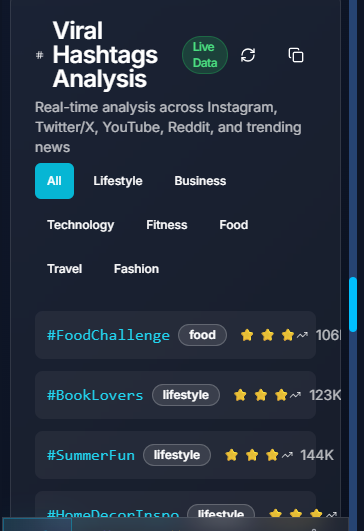 #
Viral
Hashtags
Analysis
Live
Data
Real-time analysis across Instagram,
Twitter/X, YouTube, Reddit, and trending
news
All Lifestyle Business
Technology Fitness Food
Travel Fashion
#FoodChallenge food 106
#BookLovers lifestyle 123K
#SummerFun lifestyle 144K
#HomeDecorInspo lifestyle